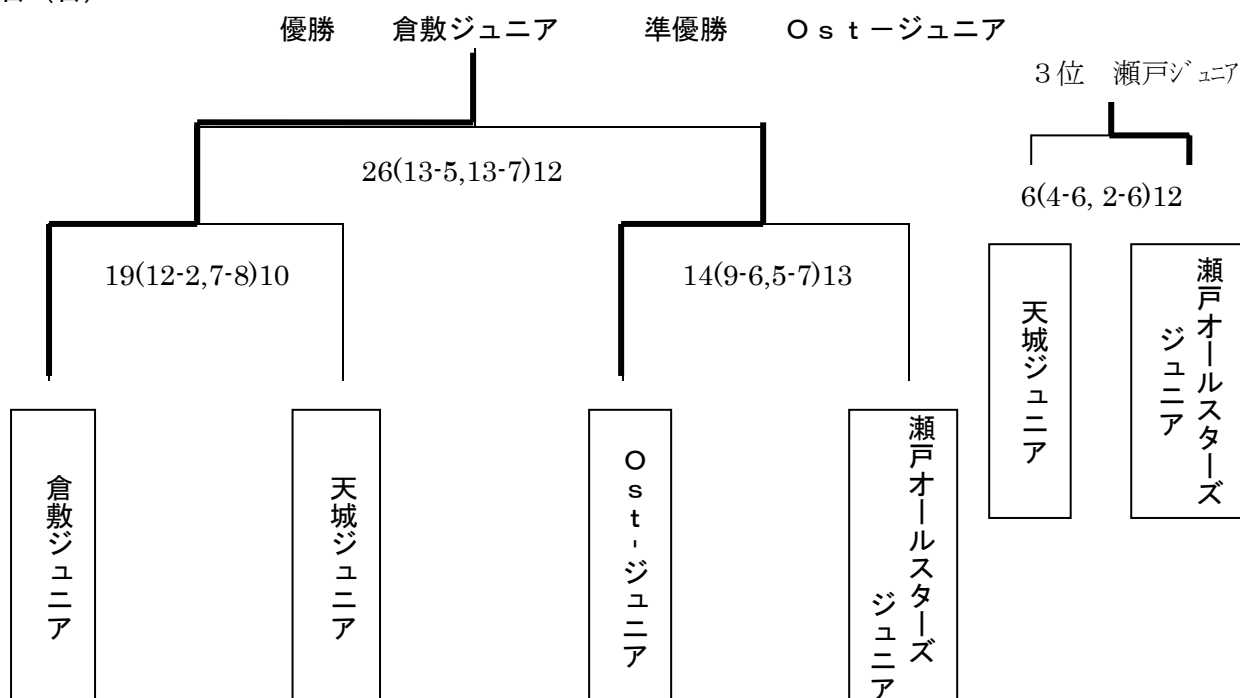 優勝　倉敷ジュニア　準優勝　Ｏｓｔ－ジュニア
３位　瀬戸ｼﾞｭﾆｱ
26(13-5,13-7)12
6(4-6, 2-6)12
19(12-2,7-8)10
14(9-6,5-7)13
倉敷ジュニア
天城ジュニア
Ｏｓｔ-ジュニア
瀬戸オールスターズ
ジュニア
天城ジュニア
瀬戸オールスターズ
ジュニア